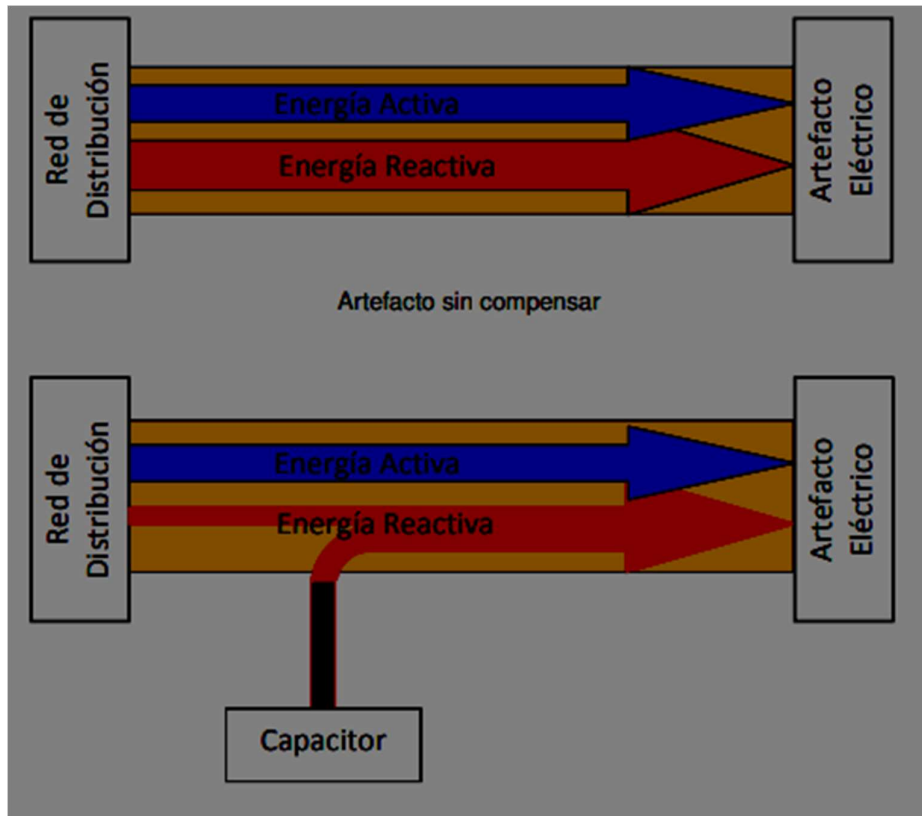 Red de
Distribución
Energía Activa
Energía Reactiva
Artefacto
Eléctrico
Artefacto sin compensar
Red de
Distribución
Energía Activa
Energía Reactiva
Artefacto
Eléctrico
Capacitor